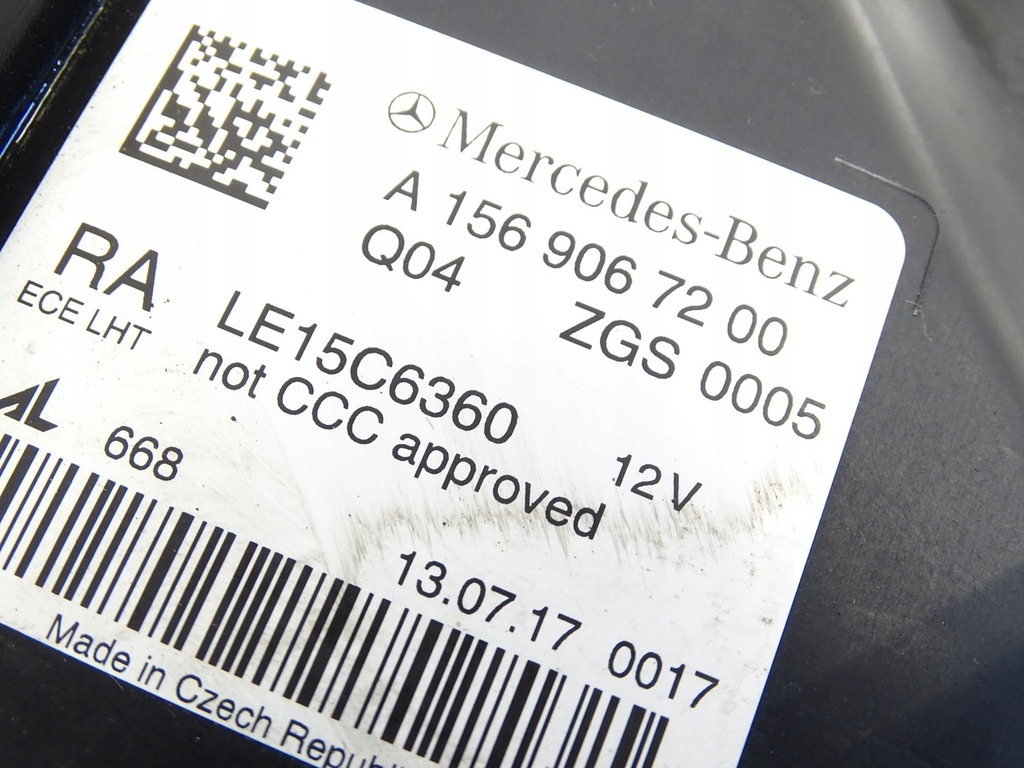 Mercedes-Benz
A 156 906 72 00
Q04 ZGS 0005
RA
ECE LHT
LE15C6360 12 V
not CCC approved
AL 668
13.07.17 0017
Made in Czech